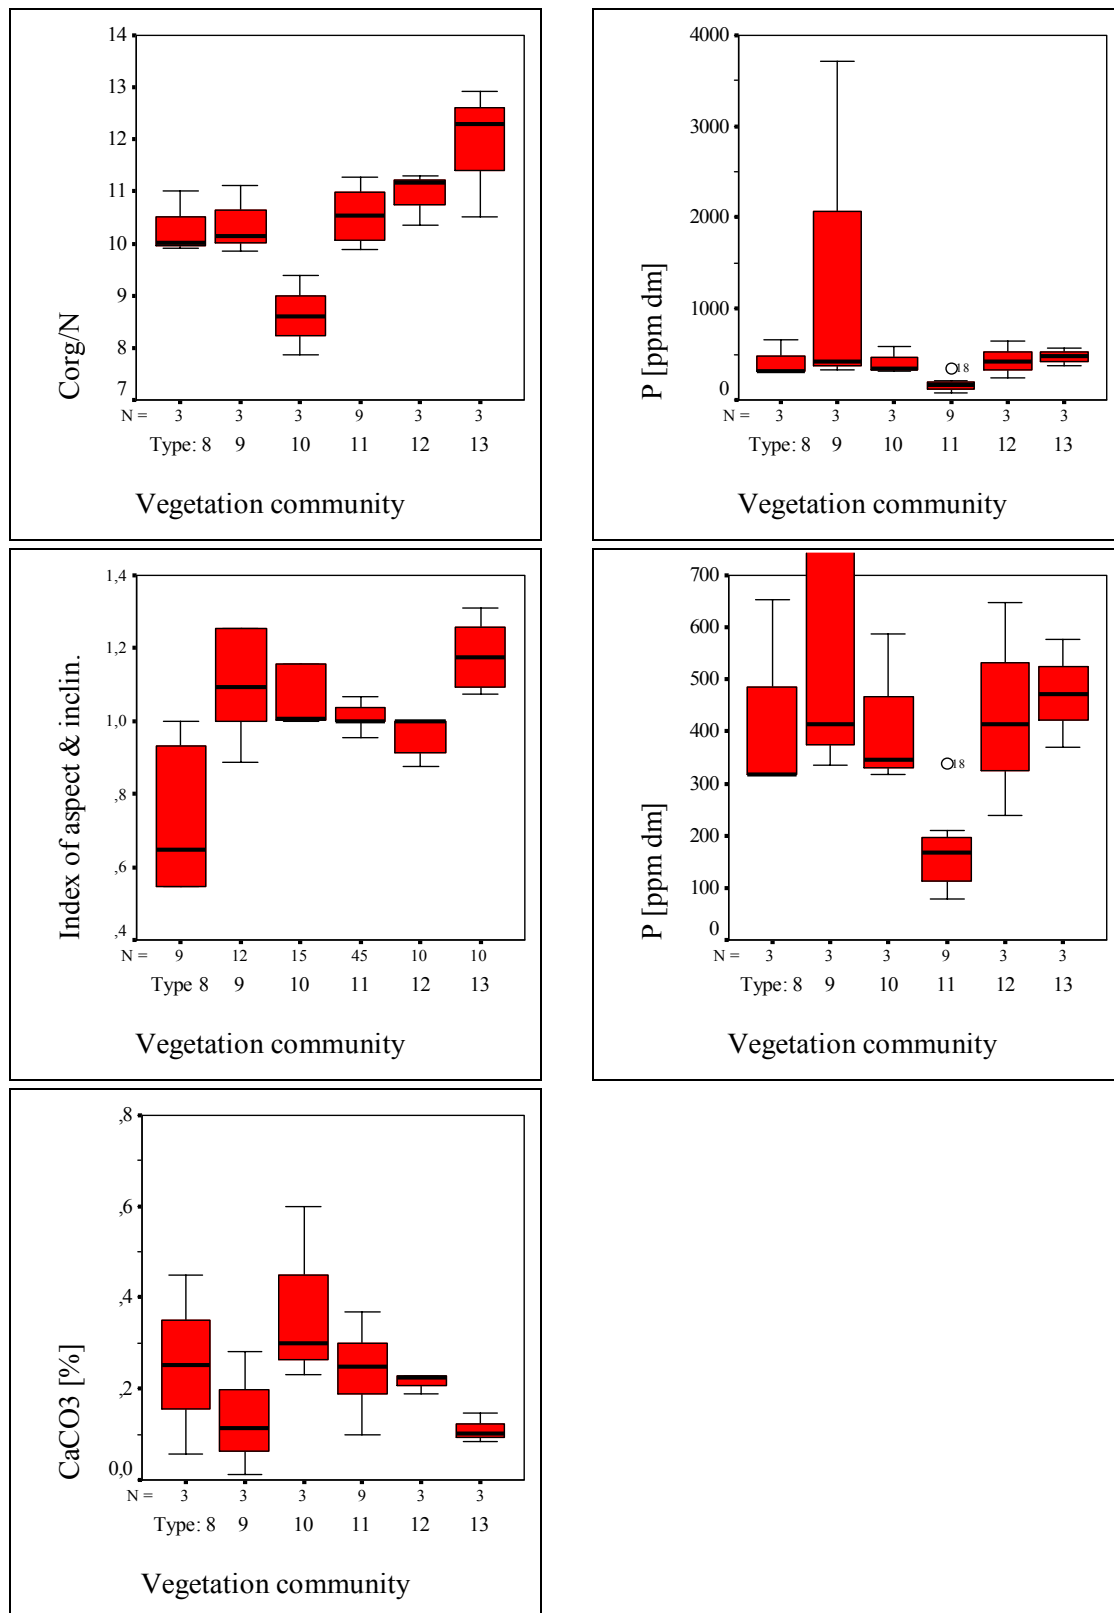 14
13
12
11
10
9
8
7
Corg/N
N = 3 3 3 9 3 3
Type: 8 9 10 11 12 13
Vegetation community
4000
3000
2000
1000
0
P [ppm dm]
18
N = 3 3 3 9 3 3
Type: 8 9 10 11 12 13
Vegetation community
1,4
1,2
1,0
,8
,6
,4
Index of aspect & inclin.
N = 9 12 15 45 10 10
Type 8 9 10 11 12 13
Vegetation community
700
600
500
400
300
200
100
0
P [ppm dm]
18
N = 3 3 3 9 3 3
Type: 8 9 10 11 12 13
Vegetation community
,8
,6
,4
,2
0,0
CaCO3 [%]
N = 3 3 3 9 3 3
Type: 8 9 10 11 12 13
Vegetation community